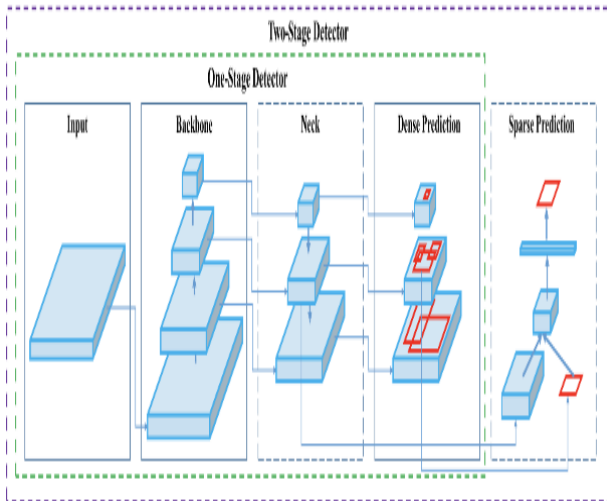 Two-Stage Detector
One-Stage Detector
Input
Backbone
Neck
Dense Prediction
Sparse Prediction